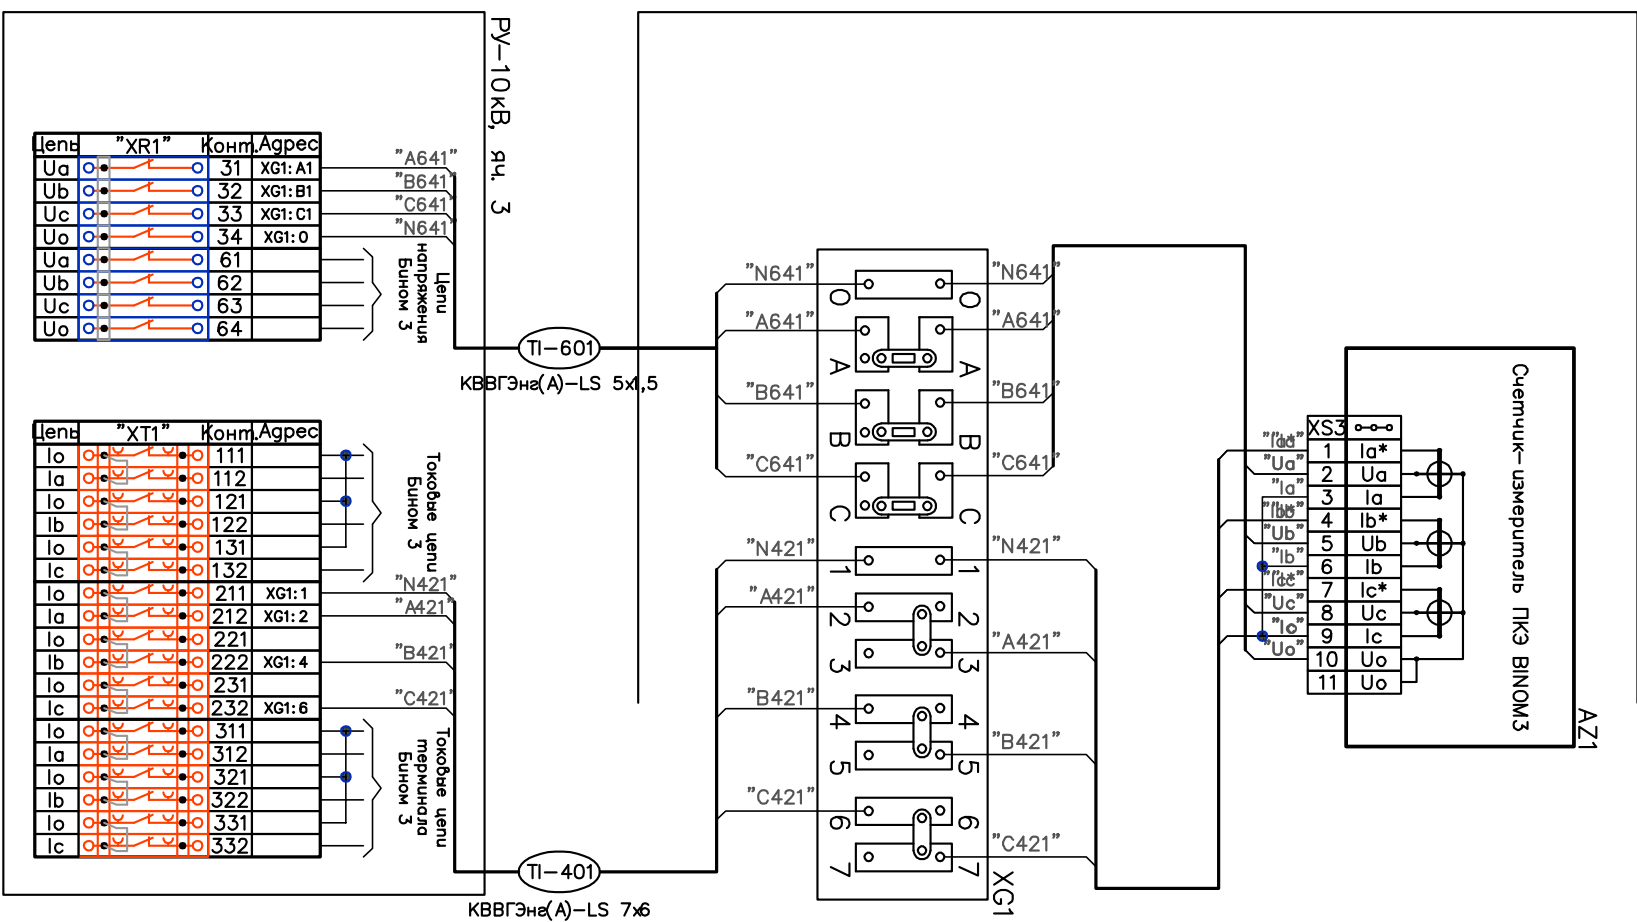 РУ-10кВ, яч. 3
Цепь "XR1" Конт. Адрес
Ua 31 XG1:A1 "A641"
Ub 32 XG1:B1 "B641"
Uc 33 XG1:C1 "C641"
Uo 34 XG1:0 "N641"
Ua 61
Ub 62
Uc 63
Uo 64
Цепи
напряжения
Бином 3
TI-601
КВВГЭнг(А)-LS 5x1,5
Цепь "XT1" Конт. Адрес
Io 111
Ia 112
Io 121
Ib 122
Io 131
Ic 132
Токовые цепи
Бином 3
Io 211 XG1:1 "N421"
Ia 212 XG1:2 "A421"
Io 221
Ib 222 XG1:4 "B421"
Io 231
Ic 232 XG1:6 "C421"
Io 311
Ia 312
Io 321
Ib 322
Io 331
Ic 332
Токовые цепи
терминала
Бином 3
TI-401
КВВГЭнг(А)-LS 7x6
"N641" 0 0 "N641"
"A641" A A "A641"
"B641" B B "B641"
"C641" C C "C641"
"N421" 1 1 "N421"
"A421" 2 2
3 3 "A421"
"B421" 4 4
5 5 "B421"
"C421" 6 6
7 7 "C421"
XG1
XS3
1 Ia*
"Ua" 2 Ua
"Ia" 3 Ia
4 Ib*
"Ub" 5 Ub
"Ib" 6 Ib
7 Ic*
"Uc" 8 Uc
"Io" 9 Ic
"Uo" 10 Uo
11 Uo
Счетчик-измеритель ПКЭ BINOM3
AZ1